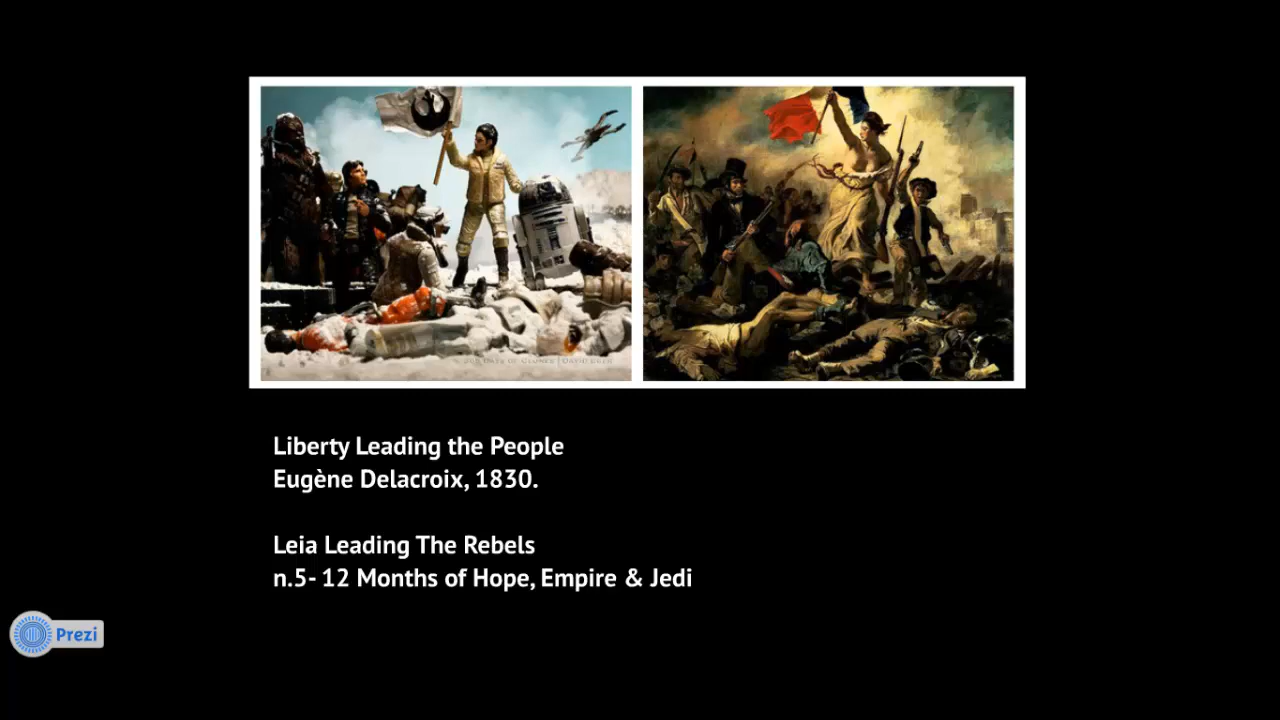 Liberty Leading the People
Eugène Delacroix, 1830.
Leia Leading The Rebels
n.5- 12 Months of Hope, Empire & Jedi
Prezi